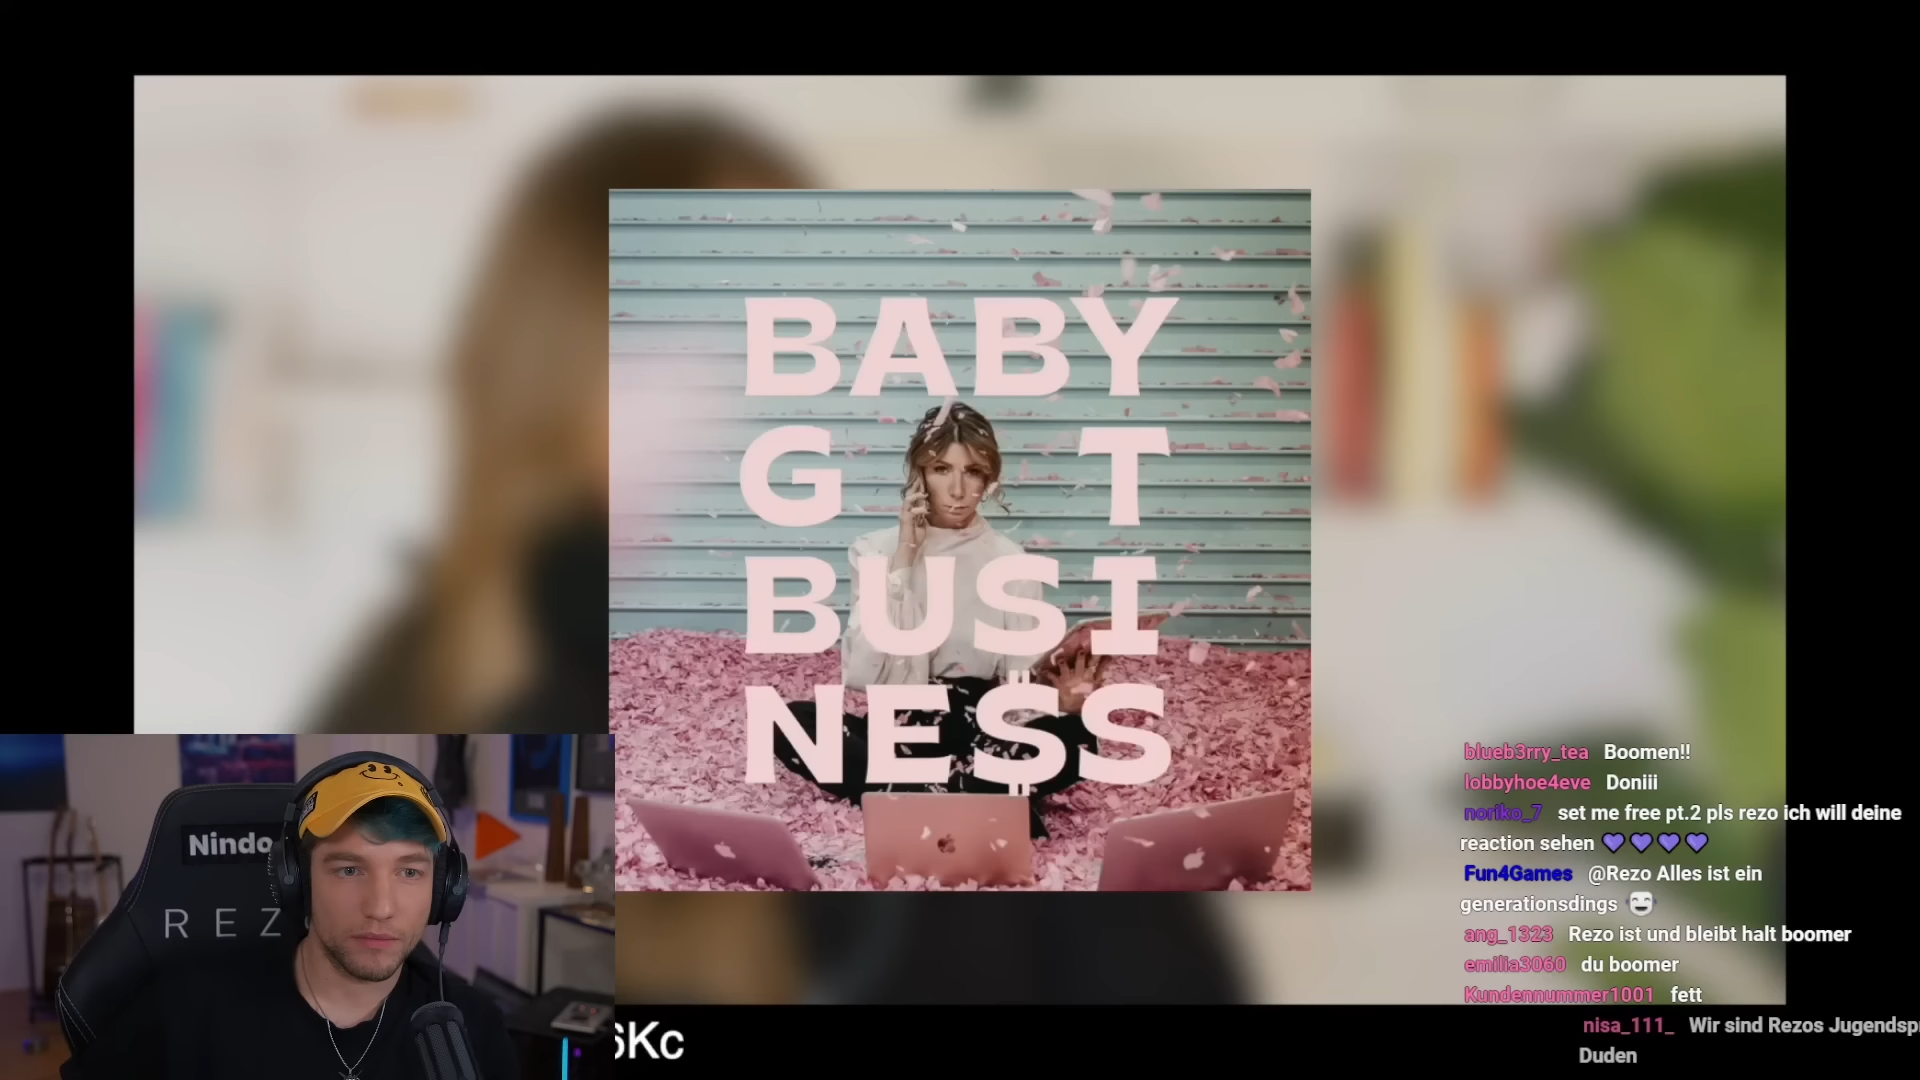 BABY
G T
BUSI
NE$S
Nindo
REZ
blueb3rry_tea Boomen!!
lobbyhoe4eve Doniii
noriko_7 set me free pt.2 pls rezo ich will deine
reaction sehen 💜💜💜💜
Fun4Games @Rezo Alles ist ein
generationsdings
ang_1323 Rezo ist und bleibt halt boomer
emilia3060 du boomer
Kundennummer1001 fett
nisa_111_ Wir sind Rezos Jugendsp
Duden
SKc